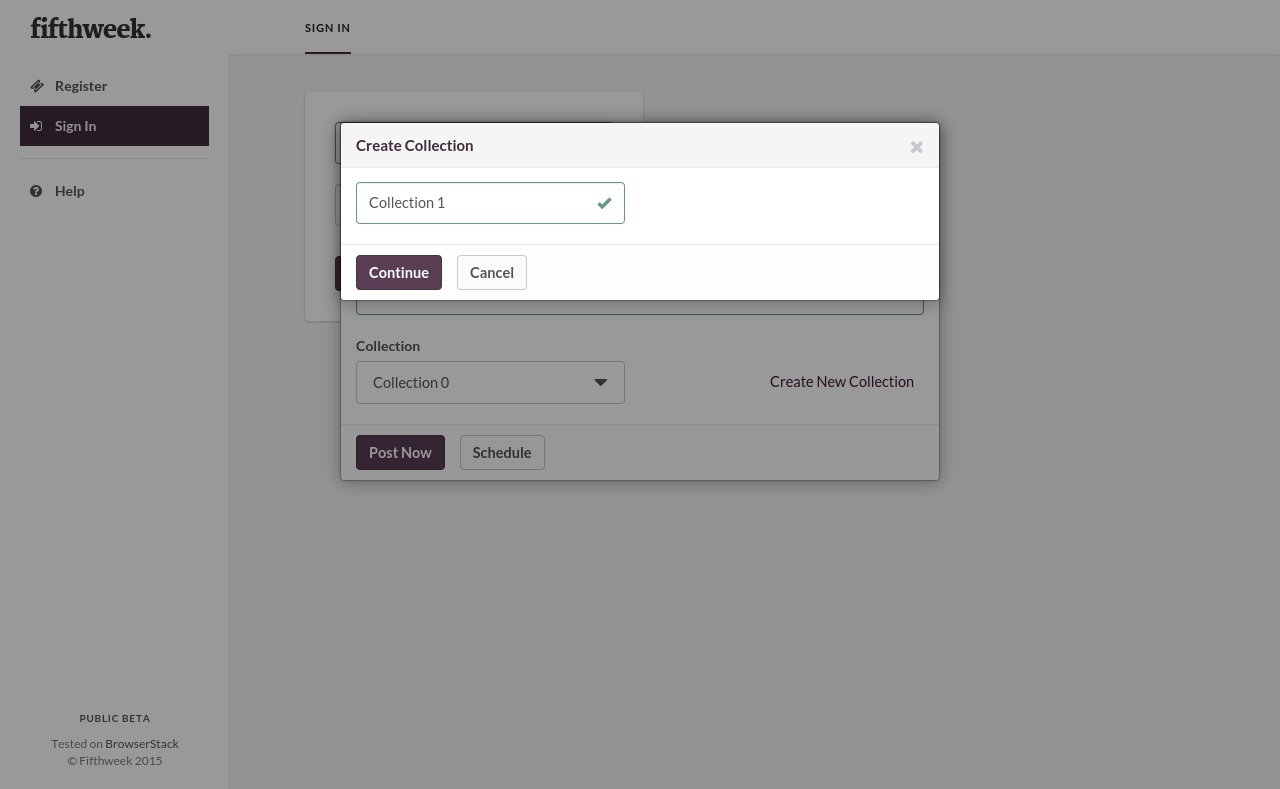 fifthweek.
SIGN IN
Register
Sign In
Help
Create Collection
Collection 1
Continue
Cancel
Collection
Collection 0
Create New Collection
Post Now
Schedule
PUBLIC BETA
Tested on BrowserStack
© Fifthweek 2015